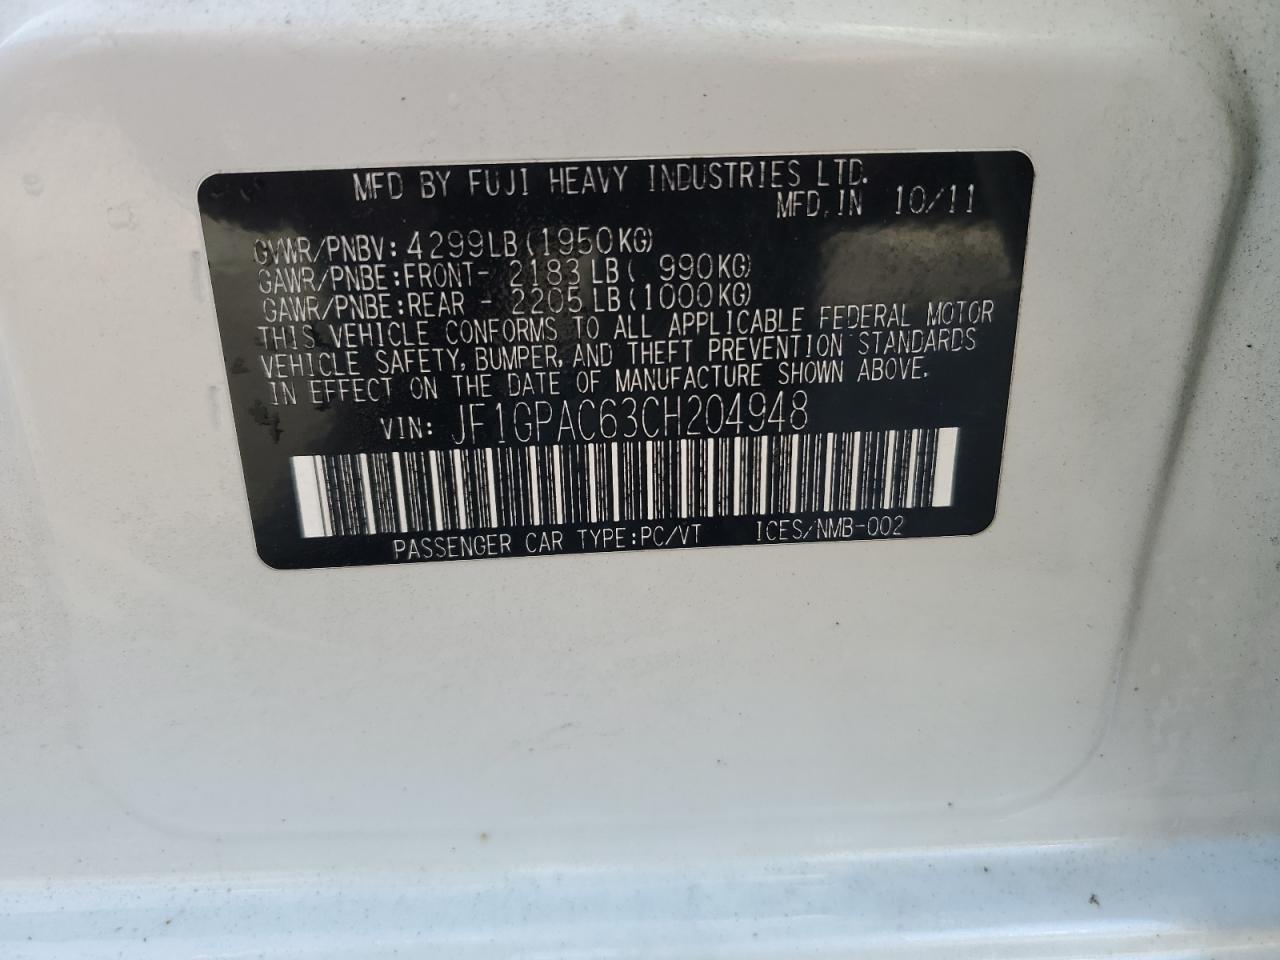 MFD BY FUJI HEAVY INDUSTRIES LTD.
MFD.IN 10/11
GVWR/PNBV: 4299LB(1950KG)
GAWR/PNBE:FRONT- 2183LB( 990KG)
GAWR/PNBE:REAR - 2205LB(1000KG)
THIS VEHICLE CONFORMS TO ALL APPLICABLE FEDERAL MOTOR
VEHICLE SAFETY, BUMPER, AND THEFT PREVENTION STANDARDS
IN EFFECT ON THE DATE OF MANUFACTURE SHOWN ABOVE.
VIN: JF1GPAC63CH204948
PASSENGER CAR TYPE:PC/VT ICES/NMB-002